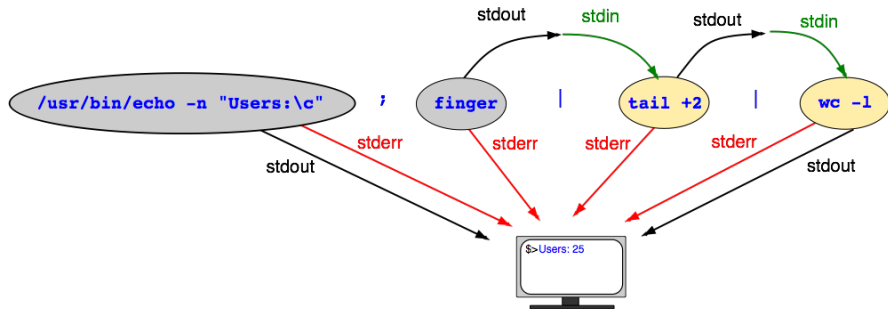 stdout
stdin
stdout
stdin
/usr/bin/echo -n "Users:\c" ; finger | tail +2 | wc -l
stderr
stderr
stderr
stderr
stdout
stdout
$>Users: 25